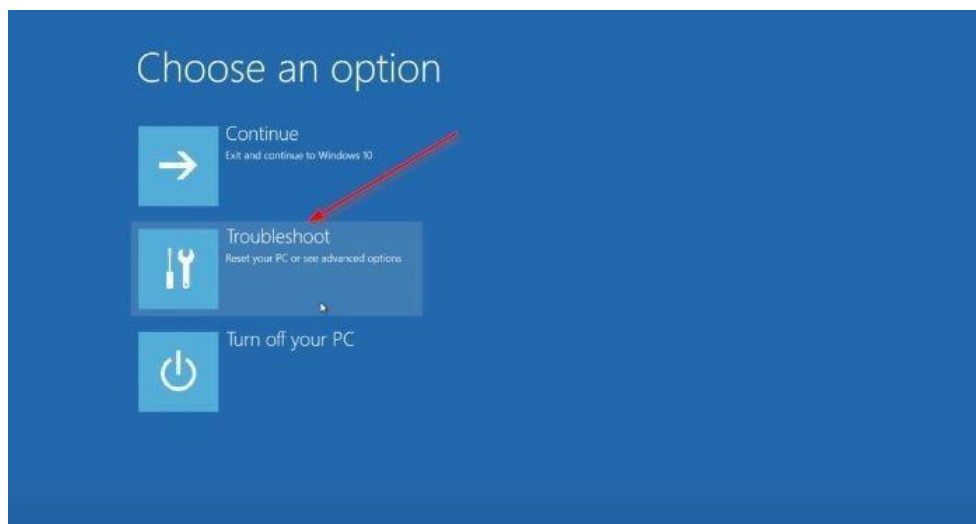 Choose an option
Continue
Exit and continue to Windows 10
Troubleshoot
Reset your PC or see advanced options
Turn off your PC